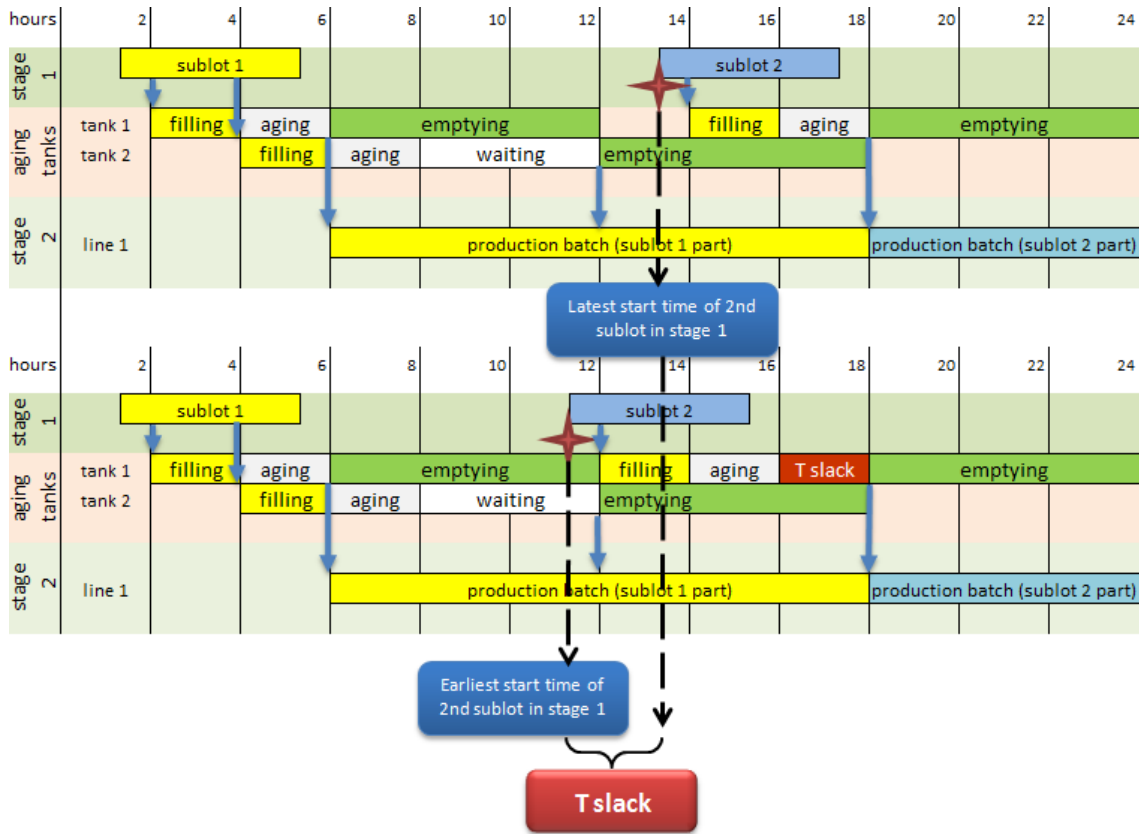 hours 2 4 6 8 10 12 14 16 18 20 22 24
stage 1
sublot 1 sublot 2
aging tanks
tank 1 filling aging emptying filling aging emptying
tank 2 filling aging waiting emptying
stage 2
line 1 production batch (sublot 1 part) production batch (sublot 2 part)
Latest start time of 2nd
sublot in stage 1
hours 2 4 6 8 10 12 14 16 18 20 22 24
stage 1
sublot 1 sublot 2
aging tanks
tank 1 filling aging emptying filling aging T slack emptying
tank 2 filling aging waiting emptying
stage 2
line 1 production batch (sublot 1 part) production batch (sublot 2 part)
Earliest start time of
2nd sublot in stage 1
T slack